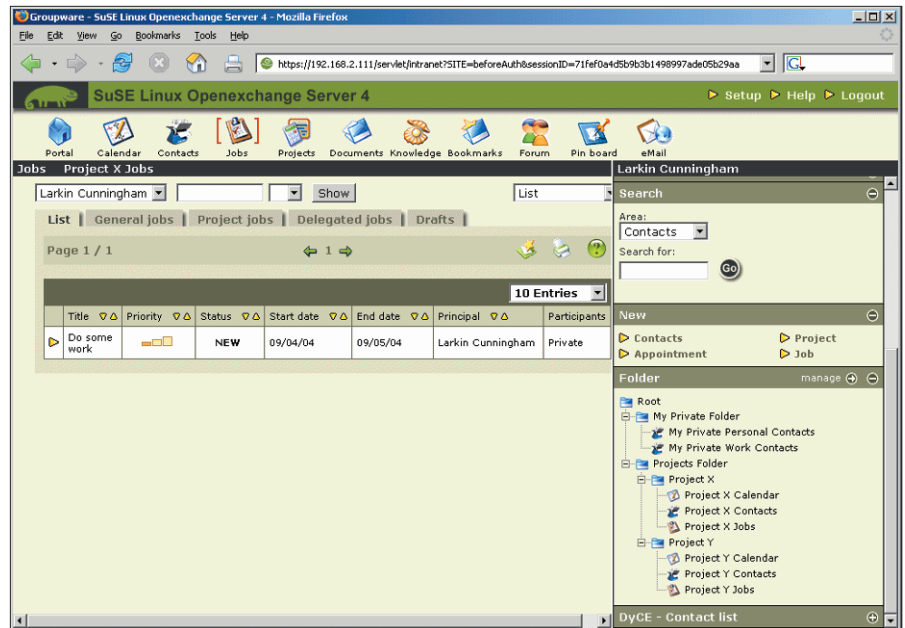 Groupware - SuSE Linux Openexchange Server 4 - Mozilla Firefox
File Edit View Go Bookmarks Tools Help
https://192.168.2.111/servlet/intranet?SITE=beforeAuth&sessionID=71fef0a4d5b9b3b1498997ade05b29aa
G.
SuSE Linux Openexchange Server 4
Setup Help Logout
Portal Calendar Contacts Jobs Projects Documents Knowledge Bookmarks Forum Pin board eMail
Jobs Project X Jobs
Larkin Cunningham
Larkin Cunningham Show List
List General jobs Project jobs Delegated jobs Drafts
Page 1 / 1
1
10 Entries
Title Priority Status Start date End date Principal Participants
Do some work NEW 09/04/04 09/05/04 Larkin Cunningham Private
Search
Area:
Contacts
Search for:
Go
New
Contacts Project
Appointment Job
Folder manage
Root
My Private Folder
My Private Personal Contacts
My Private Work Contacts
Projects Folder
Project X
Project X Calendar
Project X Contacts
Project X Jobs
Project Y
Project Y Calendar
Project Y Contacts
Project Y Jobs
DyCE - Contact list